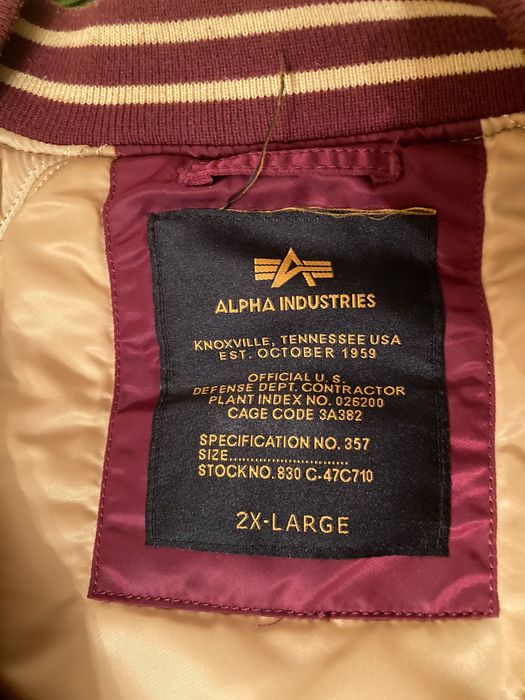 ALPHA INDUSTRIES
KNOXVILLE, TENNESSEE USA
EST. OCTOBER 1959
OFFICIAL U.S.
DEFENSE DEPT. CONTRACTOR
PLANT INDEX NO. 026200
CAGE CODE 3A382
SPECIFICATION NO. 357
SIZE............................
STOCK NO. 830 C-47C710
2X-LARGE